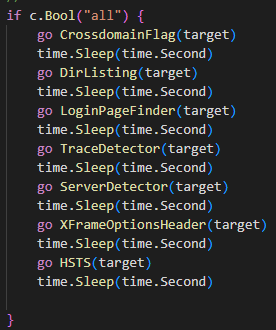 if c.Bool("all") {
    go CrossdomainFlag(target)
    time.Sleep(time.Second)
    go DirListing(target)
    time.Sleep(time.Second)
    go LoginPageFinder(target)
    time.Sleep(time.Second)
    go TraceDetector(target)
    time.Sleep(time.Second)
    go ServerDetector(target)
    time.Sleep(time.Second)
    go XFrameOptionsHeader(target)
    time.Sleep(time.Second)
    go HSTS(target)
    time.Sleep(time.Second)
}